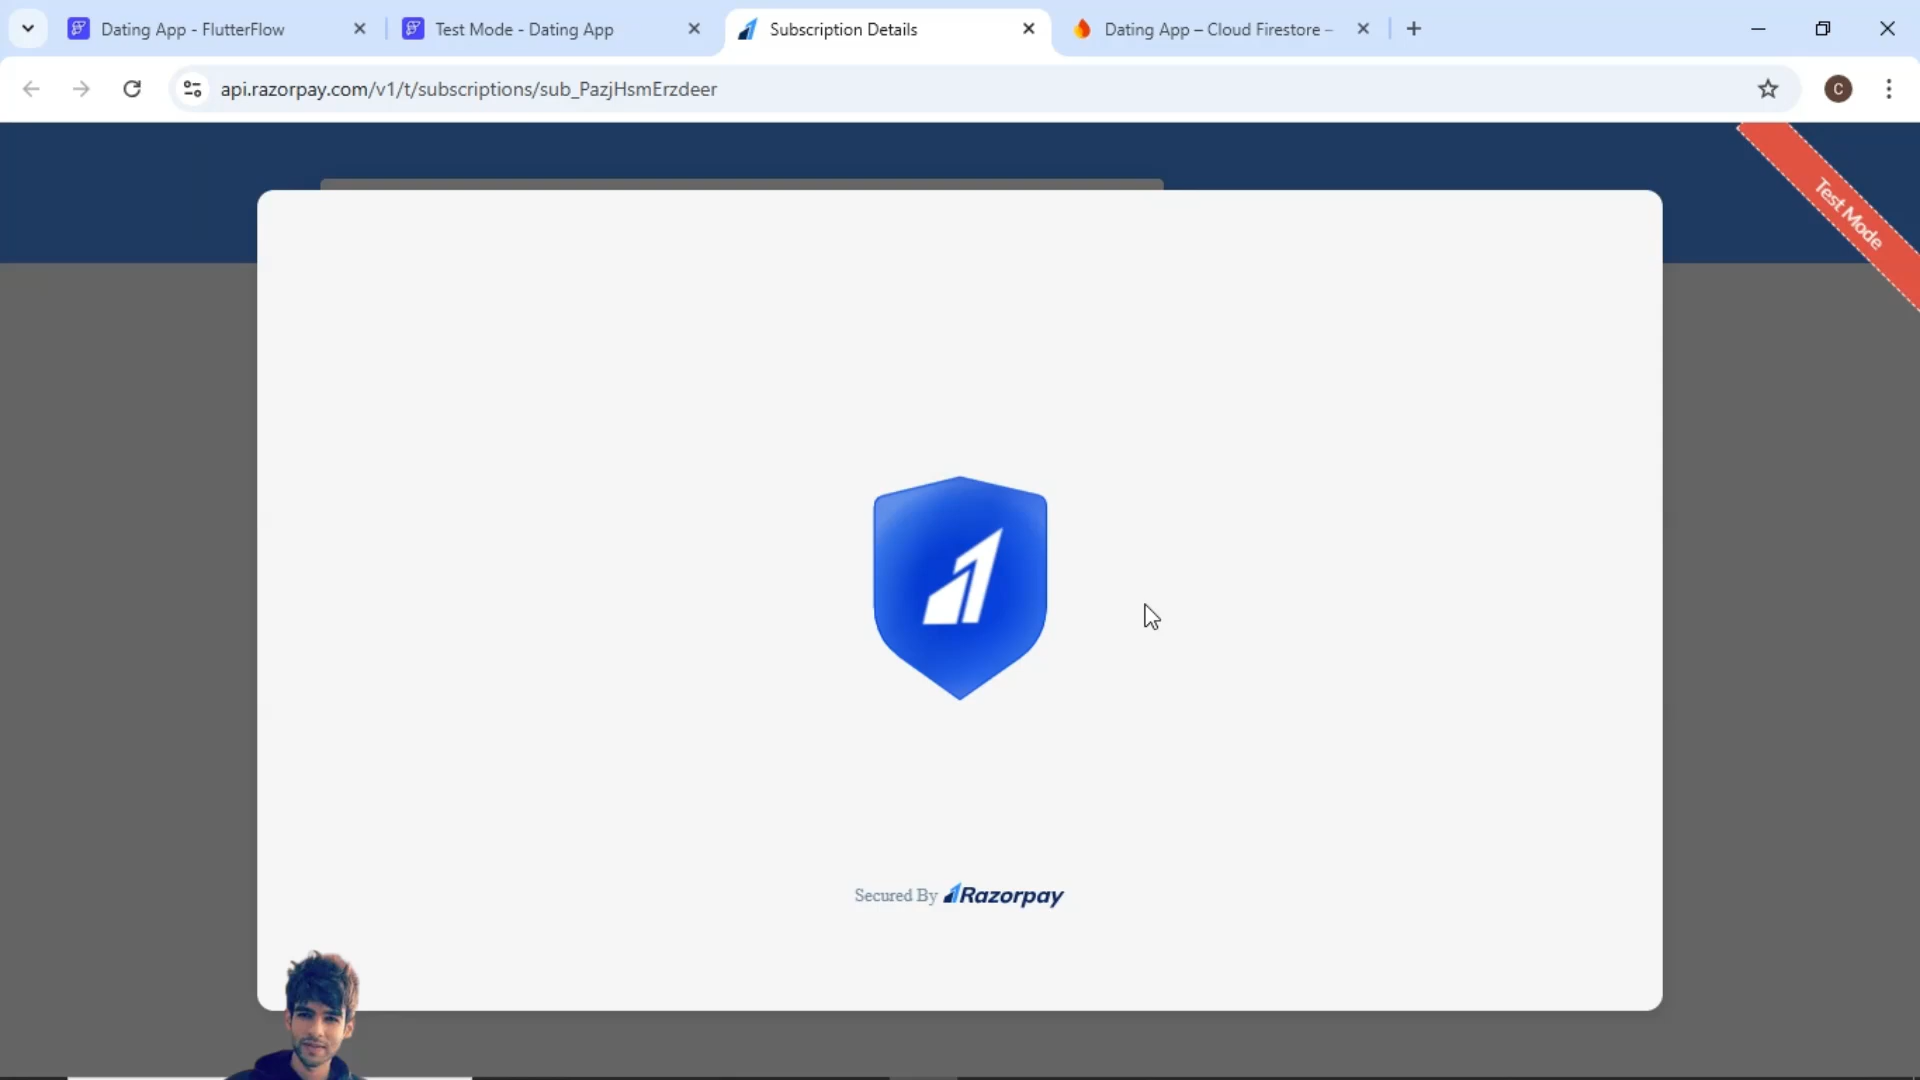 Dating App - FlutterFlow
Test Mode - Dating App
Subscription Details
Dating App – Cloud Firestore –
api.razorpay.com/v1/t/subscriptions/sub_PazjHsmErzdeer
C
Test Mode
Secured By Razorpay